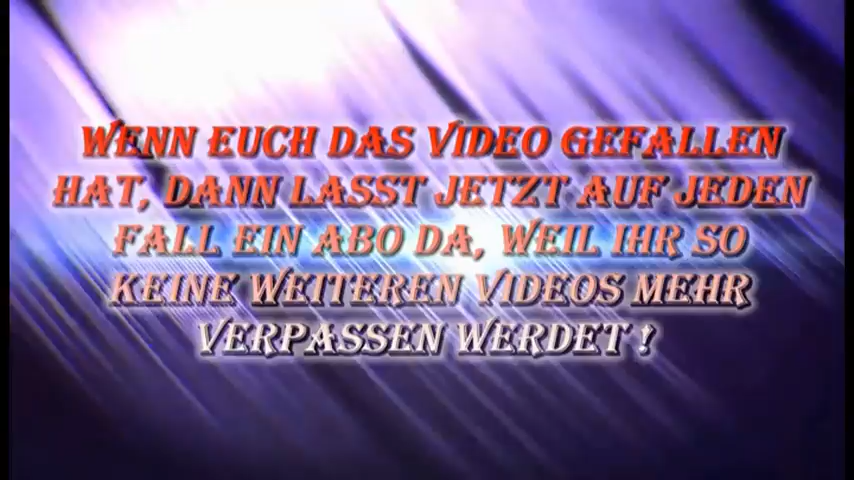 WENN EUCH DAS VIDEO GEFALLEN
HAT, DANN LASST JETZT AUF JEDEN
FALL EIN ABO DA, WEIL IHR SO
KEINE WEITEREN VIDEOS MEHR
VERPASSEN WERDET !